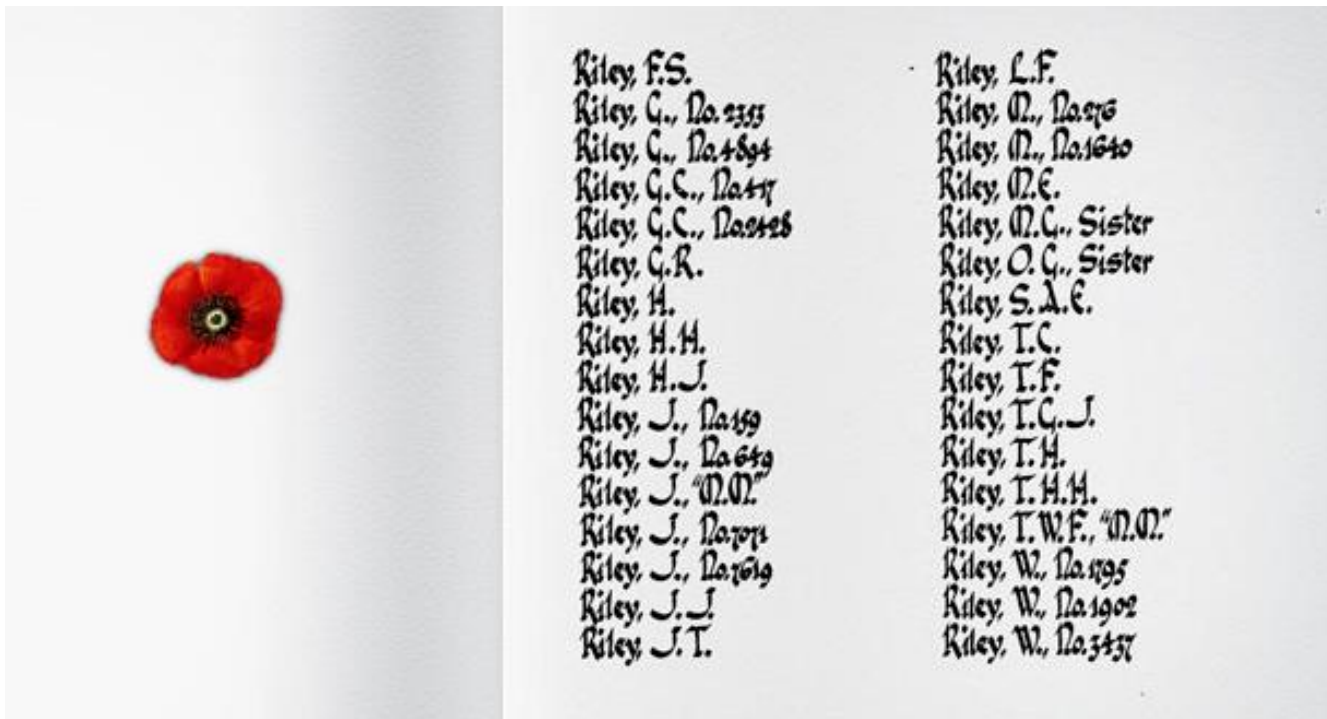 Riley, F.S.
Riley, G., No. 2353
Riley, G., No. 4894
Riley, G.C., No. 417
Riley, G.C., No. 2428
Riley, G.R.
Riley, H.
Riley, H.H.
Riley, H.J.
Riley, J., No. 159
Riley, J., No. 649
Riley, J., "M.M."
Riley, J., No. 7071
Riley, J., No. 7619
Riley, J.J.
Riley, J.T.
Riley, L.F.
Riley, M., No. 276
Riley, M., No. 1640
Riley, M.E.
Riley, M.G., Sister
Riley, O.G., Sister
Riley, S.A.E.
Riley, T.C.
Riley, T.F.
Riley, T.G.J.
Riley, T.H.
Riley, T.H.H.
Riley, T.W.F., "M.M."
Riley, W., No. 1795
Riley, W., No. 1902
Riley, W., No. 3437